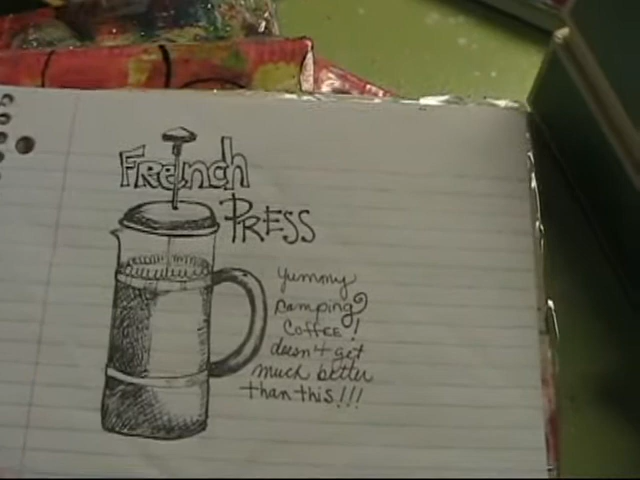 French
PRESS
yummy
camping
Coffee!
doesn't get
much better
than this!!!